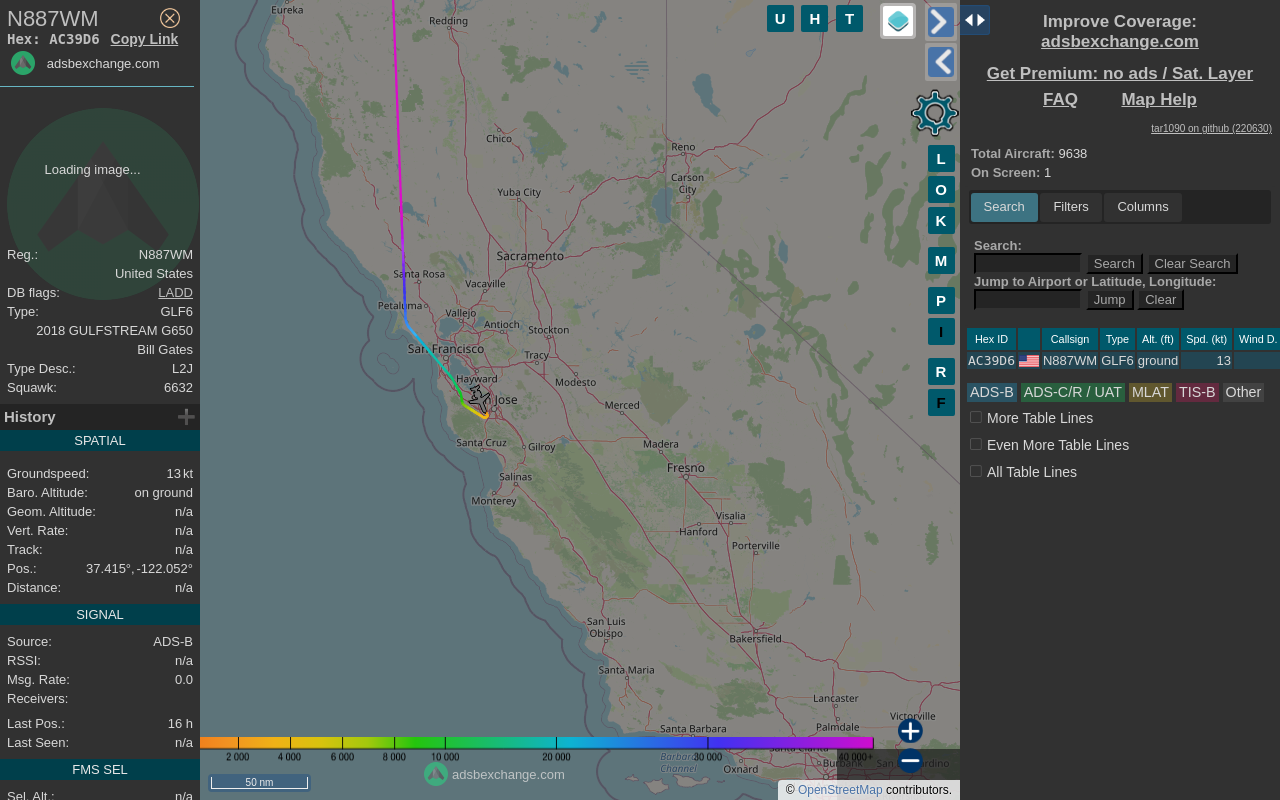 N887WM
Hex: AC39D6 Copy Link
adsbexchange.com
Loading image...
Reg.: N887WM
United States
DB flags: LADD
Type: GLF6
2018 GULFSTREAM G650
Bill Gates
Type Desc.: L2J
Squawk: 6632
History
SPATIAL
Groundspeed: 13 kt
Baro. Altitude: on ground
Geom. Altitude: n/a
Vert. Rate: n/a
Track: n/a
Pos.: 37.415°, -122.052°
Distance: n/a
SIGNAL
Source: ADS-B
RSSI: n/a
Msg. Rate: 0.0
Receivers:
Last Pos.: 16 h
Last Seen: n/a
FMS SEL
Sel. Alt.: n/a
Eureka
Redding
Chico
Reno
Carson
City
Yuba City
Sacramento
Santa Rosa
Vacaville
Petaluma
Vallejo
Antioch
Stockton
San Francisco
Tracy
Hayward
Modesto
Jose
Merced
Santa Cruz
Gilroy
Madera
Fresno
Salinas
Monterey
Visalia
Hanford
Porterville
San Luis
Obispo
Bakersfield
Santa Maria
Lancaster
Victorville
Palmdale
Santa Barbara
Santa Clarita
Channel
Oxnard
Burbank
2 000
4 000
6 000
8 000
10 000
20 000
30 000
40 000+
50 nm
adsbexchange.com
© OpenStreetMap contributors.
U H T
L
O
K
M
P
I
R
F
Improve Coverage:
adsbexchange.com
Get Premium: no ads / Sat. Layer
FAQ Map Help
tar1090 on github (220630)
Total Aircraft: 9638
On Screen: 1
Search Filters Columns
Search:
Search Clear Search
Jump to Airport or Latitude, Longitude:
Jump Clear
Hex ID Callsign Type Alt. (ft) Spd. (kt) Wind D.
AC39D6 N887WM GLF6 ground 13
ADS-B ADS-C/R / UAT MLAT TIS-B Other
More Table Lines
Even More Table Lines
All Table Lines